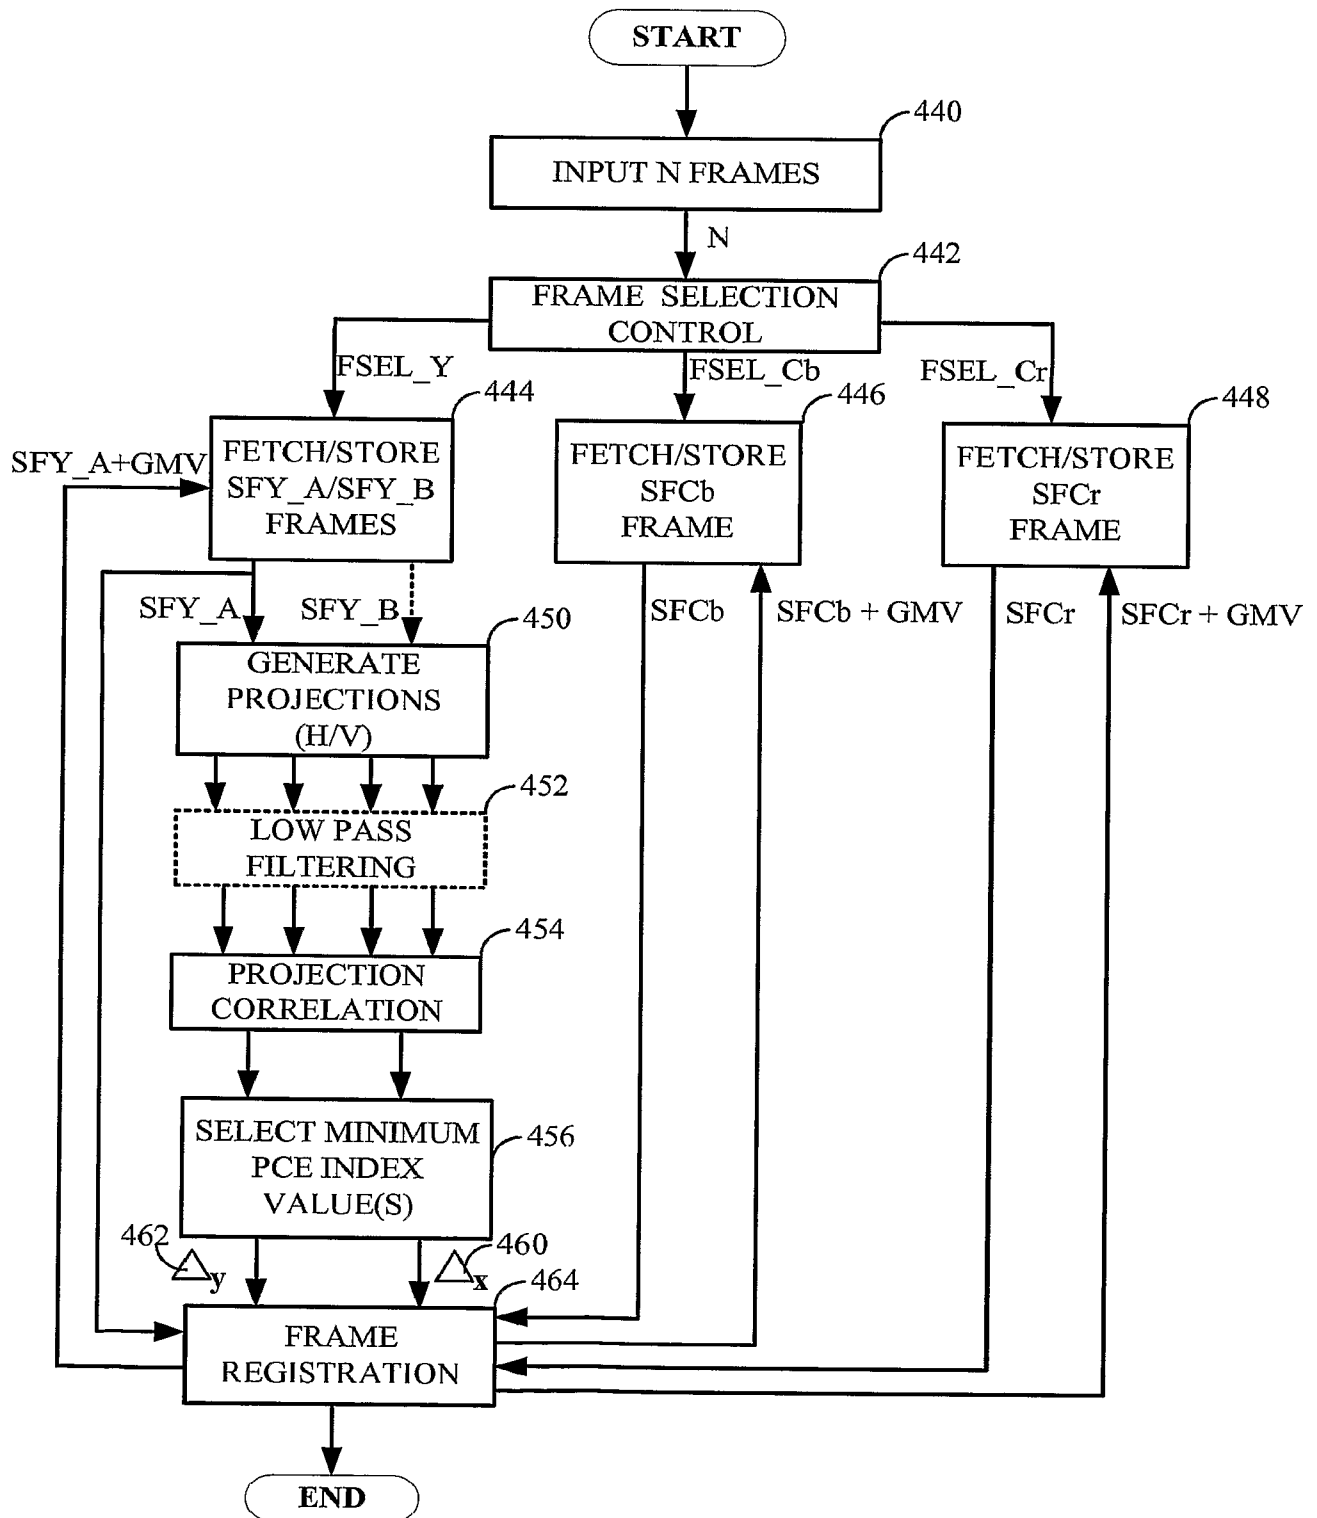 START
440
INPUT N FRAMES
N
442
FRAME SELECTION
CONTROL
FSEL_Y
FSEL_Cb
FSEL_Cr
444
446
448
SFY_A+GMV
FETCH/STORE
SFY_A/SFY_B
FRAMES
FETCH/STORE
SFCb
FRAME
FETCH/STORE
SFCr
FRAME
SFY_A
SFY_B
SFCb
SFCb + GMV
SFCr
SFCr + GMV
450
GENERATE
PROJECTIONS
(H/V)
452
LOW PASS
FILTERING
454
PROJECTION
CORRELATION
456
SELECT MINIMUM
PCE INDEX
VALUE(S)
462
△y
460
△x
464
FRAME
REGISTRATION
END